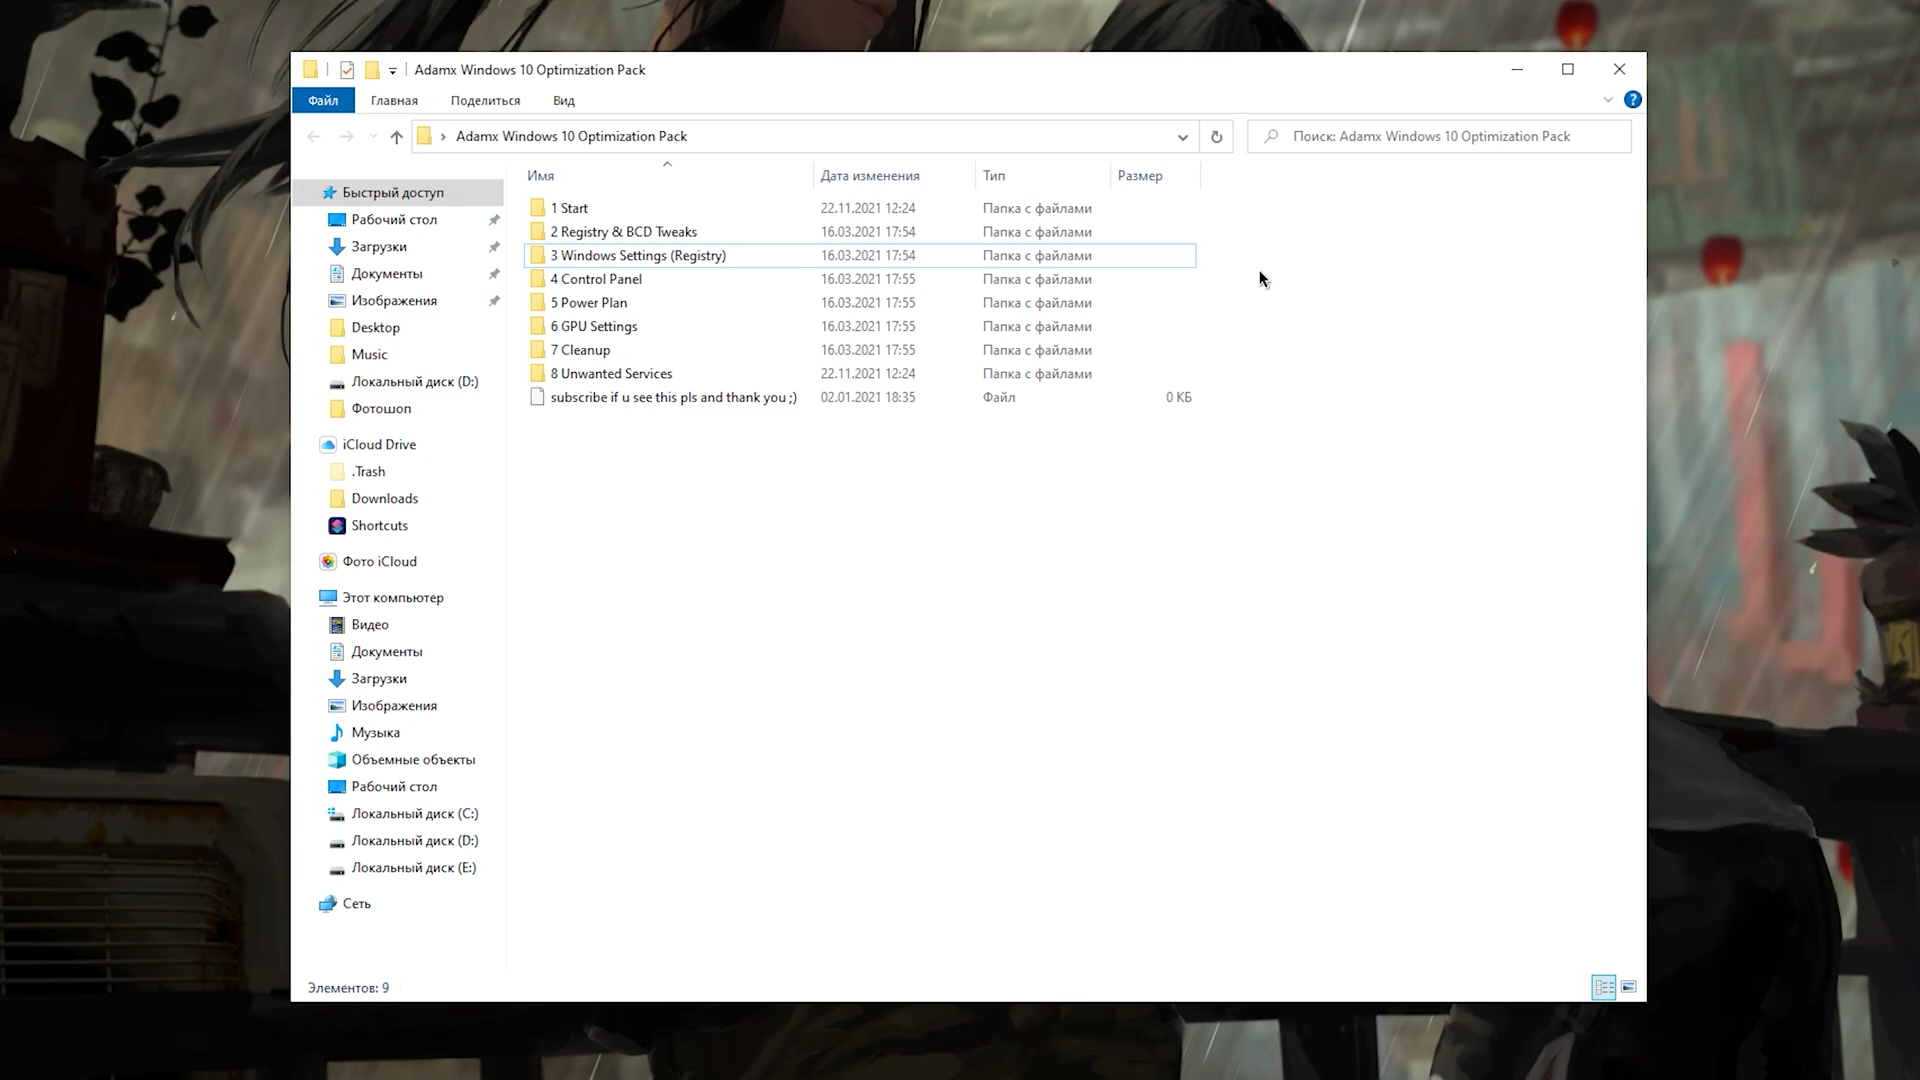 Adamx Windows 10 Optimization Pack
Файл Главная Поделиться Вид
Adamx Windows 10 Optimization Pack Поиск: Adamx Windows 10 Optimization Pack
Имя Дата изменения Тип Размер
1 Start 22.11.2021 12:24 Папка с файлами
2 Registry & BCD Tweaks 16.03.2021 17:54 Папка с файлами
3 Windows Settings (Registry) 16.03.2021 17:54 Папка с файлами
4 Control Panel 16.03.2021 17:55 Папка с файлами
5 Power Plan 16.03.2021 17:55 Папка с файлами
6 GPU Settings 16.03.2021 17:55 Папка с файлами
7 Cleanup 16.03.2021 17:55 Папка с файлами
8 Unwanted Services 22.11.2021 12:24 Папка с файлами
subscribe if u see this pls and thank you ;) 02.01.2021 18:35 Файл 0 КБ
Быстрый доступ
Рабочий стол
Загрузки
Документы
Изображения
Desktop
Music
Локальный диск (D:)
Фотошоп
iCloud Drive
.Trash
Downloads
Shortcuts
Фото iCloud
Этот компьютер
Видео
Документы
Загрузки
Изображения
Музыка
Объемные объекты
Рабочий стол
Локальный диск (C:)
Локальный диск (D:)
Локальный диск (E:)
Сеть
Элементов: 9